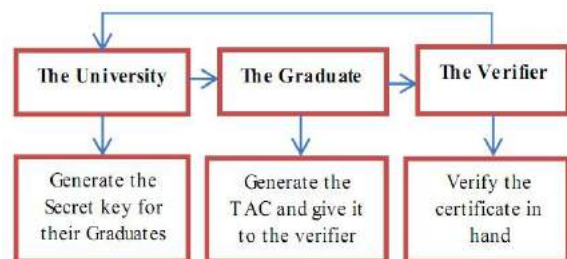 The University
The Graduate
The Verifier
Generate the
Secret key for
their Graduates
Generate the
TAC and give it
to the verifier
Verify the
certificate in
hand